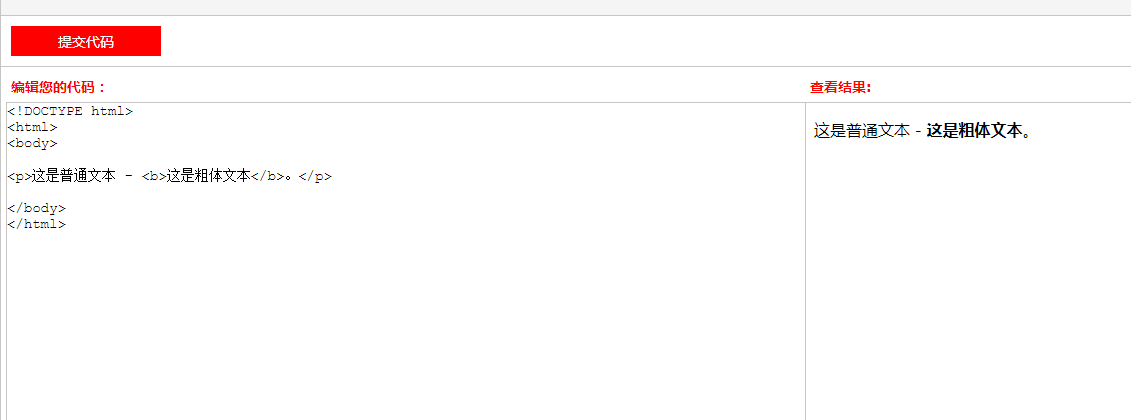 提交代码
编辑您的代码：
查看结果:
<!DOCTYPE html>
<html>
<body>
<p>这是普通文本 - <b>这是粗体文本</b>。</p>
</body>
</html>
这是普通文本 - 这是粗体文本。